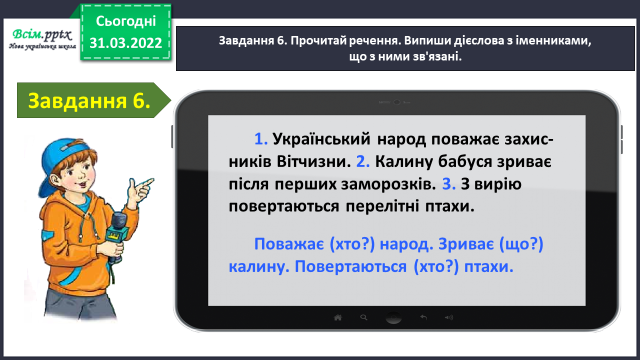 Всім.pptx
Нова українська школа
Сьогодні
31.03.2022
Завдання 6. Прочитай речення. Випиши дієслова з іменниками,
що з ними зв'язані.
Завдання 6.
1. Український народ поважає захис-
ників Вітчизни. 2. Калину бабуся зриває
після перших заморозків. 3. З вирію
повертаються перелітні птахи.
Поважає (хто?) народ. Зриває (що?)
калину. Повертаються (хто?) птахи.